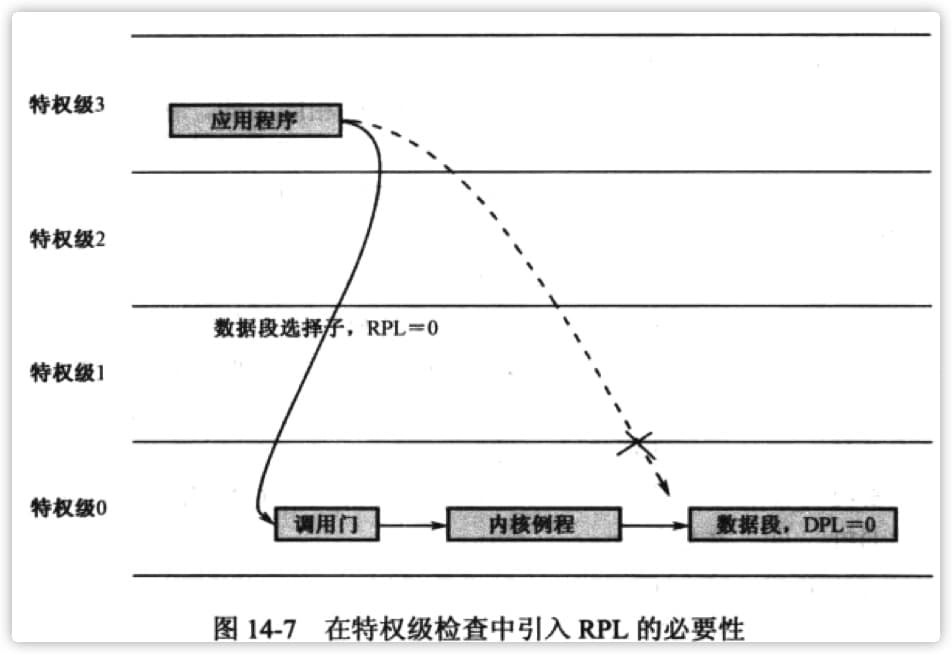 特权级3
应用程序
特权级2
数据段选择子，RPL＝0
特权级1
特权级0
调用门
内核例程
数据段，DPL＝0
图 14-7 在特权级检查中引入 RPL 的必要性